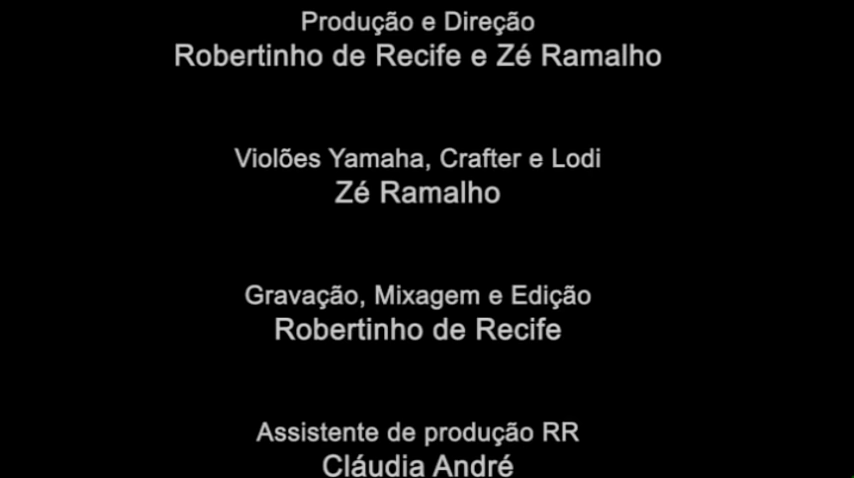 Produção e Direção
Robertinho de Recife e Zé Ramalho
Violões Yamaha, Crafter e Lodi
Zé Ramalho
Gravação, Mixagem e Edição
Robertinho de Recife
Assistente de produção RR
Cláudia André